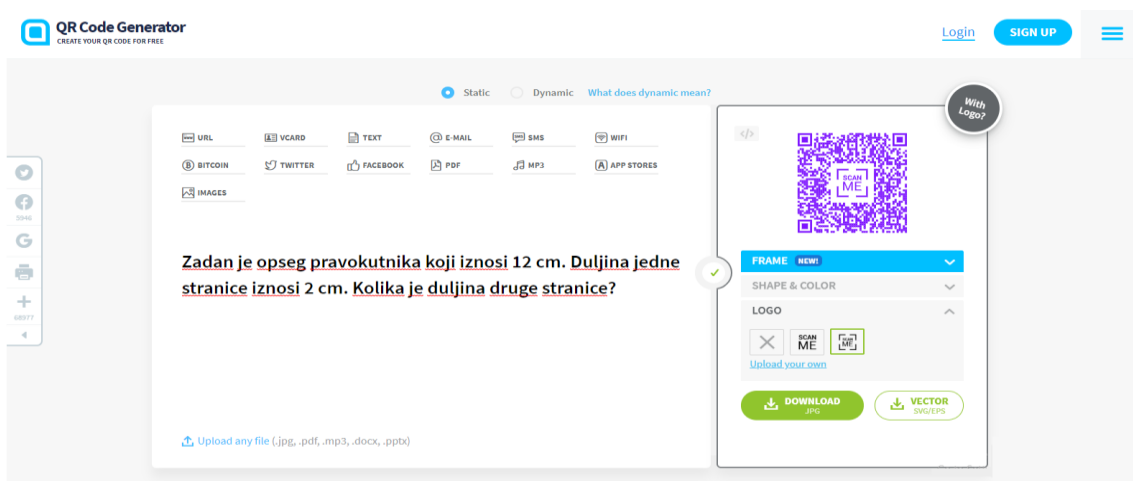 QR Code Generator
CREATE YOUR QR CODE FOR FREE
Login
SIGN UP
Static
Dynamic
What does dynamic mean?
With
Logo?
www URL
VCARD
TEXT
E-MAIL
SMS
WIFI
BITCOIN
TWITTER
FACEBOOK
PDF
MP3
APP STORES
IMAGES
5946
68977
Zadan je opseg pravokutnika koji iznosi 12 cm. Duljina jedne
stranice iznosi 2 cm. Kolika je duljina druge stranice?
Upload any file (.jpg, .pdf, .mp3, .docx, .pptx)
</>
SCAN
ME
FRAME NEW!
SHAPE & COLOR
LOGO
SCAN
ME
SCAN
ME
Upload your own
DOWNLOAD
JPG
VECTOR
SVG/EPS